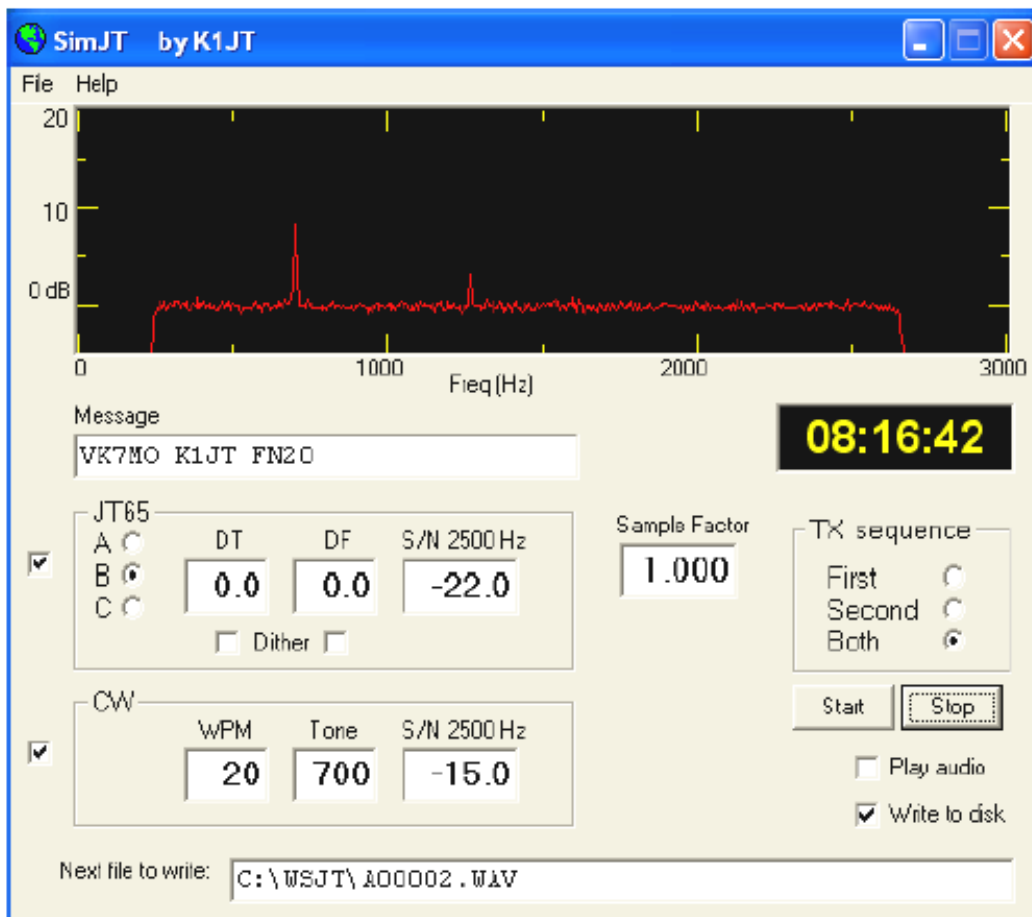 SimJT by K1JT
File Help
20
10
0 dB
0 1000 2000 3000
Freq (Hz)
Message
VK7MO K1JT FN20
08:16:42
JT65
A
B
C
DT DF S/N 2500 Hz
0.0 0.0 -22.0
Dither
Sample Factor
1.000
TX sequence
First
Second
Both
CW
WPM Tone S/N 2500 Hz
20 700 -15.0
Start Stop
Play audio
Write to disk
Next file to write: C:\WSJT\A00002.WAV